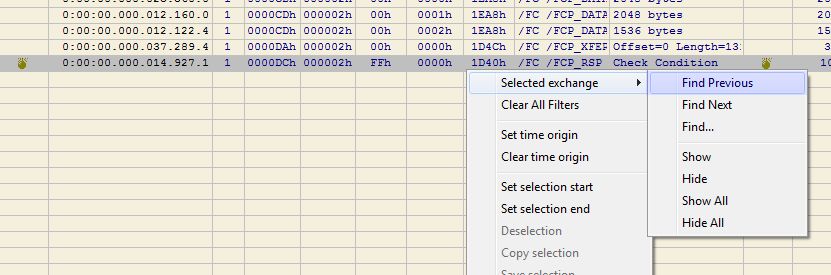 2048 bytes
0:00:00.000.012.160.0 1 0000CDh 000002h 00h 0001h 1EA8h /FC /FCP_DATA 2048 bytes 20
0:00:00.000.012.122.4 1 0000CDh 000002h 00h 0002h 1EA8h /FC /FCP_DATA 1536 bytes 15
0:00:00.000.037.289.4 1 0000DAh 000002h 00h 0000h 1D4Ch /FC /FCP_XFER Offset=0 Length=13 3
0:00:00.000.014.927.1 1 0000DCh 000002h FFh 0000h 1D40h /FC /FCP_RSP Check Condition 10
Selected exchange
Clear All Filters
Set time origin
Clear time origin
Set selection start
Set selection end
Deselection
Copy selection
Save selection
Find Previous
Find Next
Find...
Show
Hide
Show All
Hide All